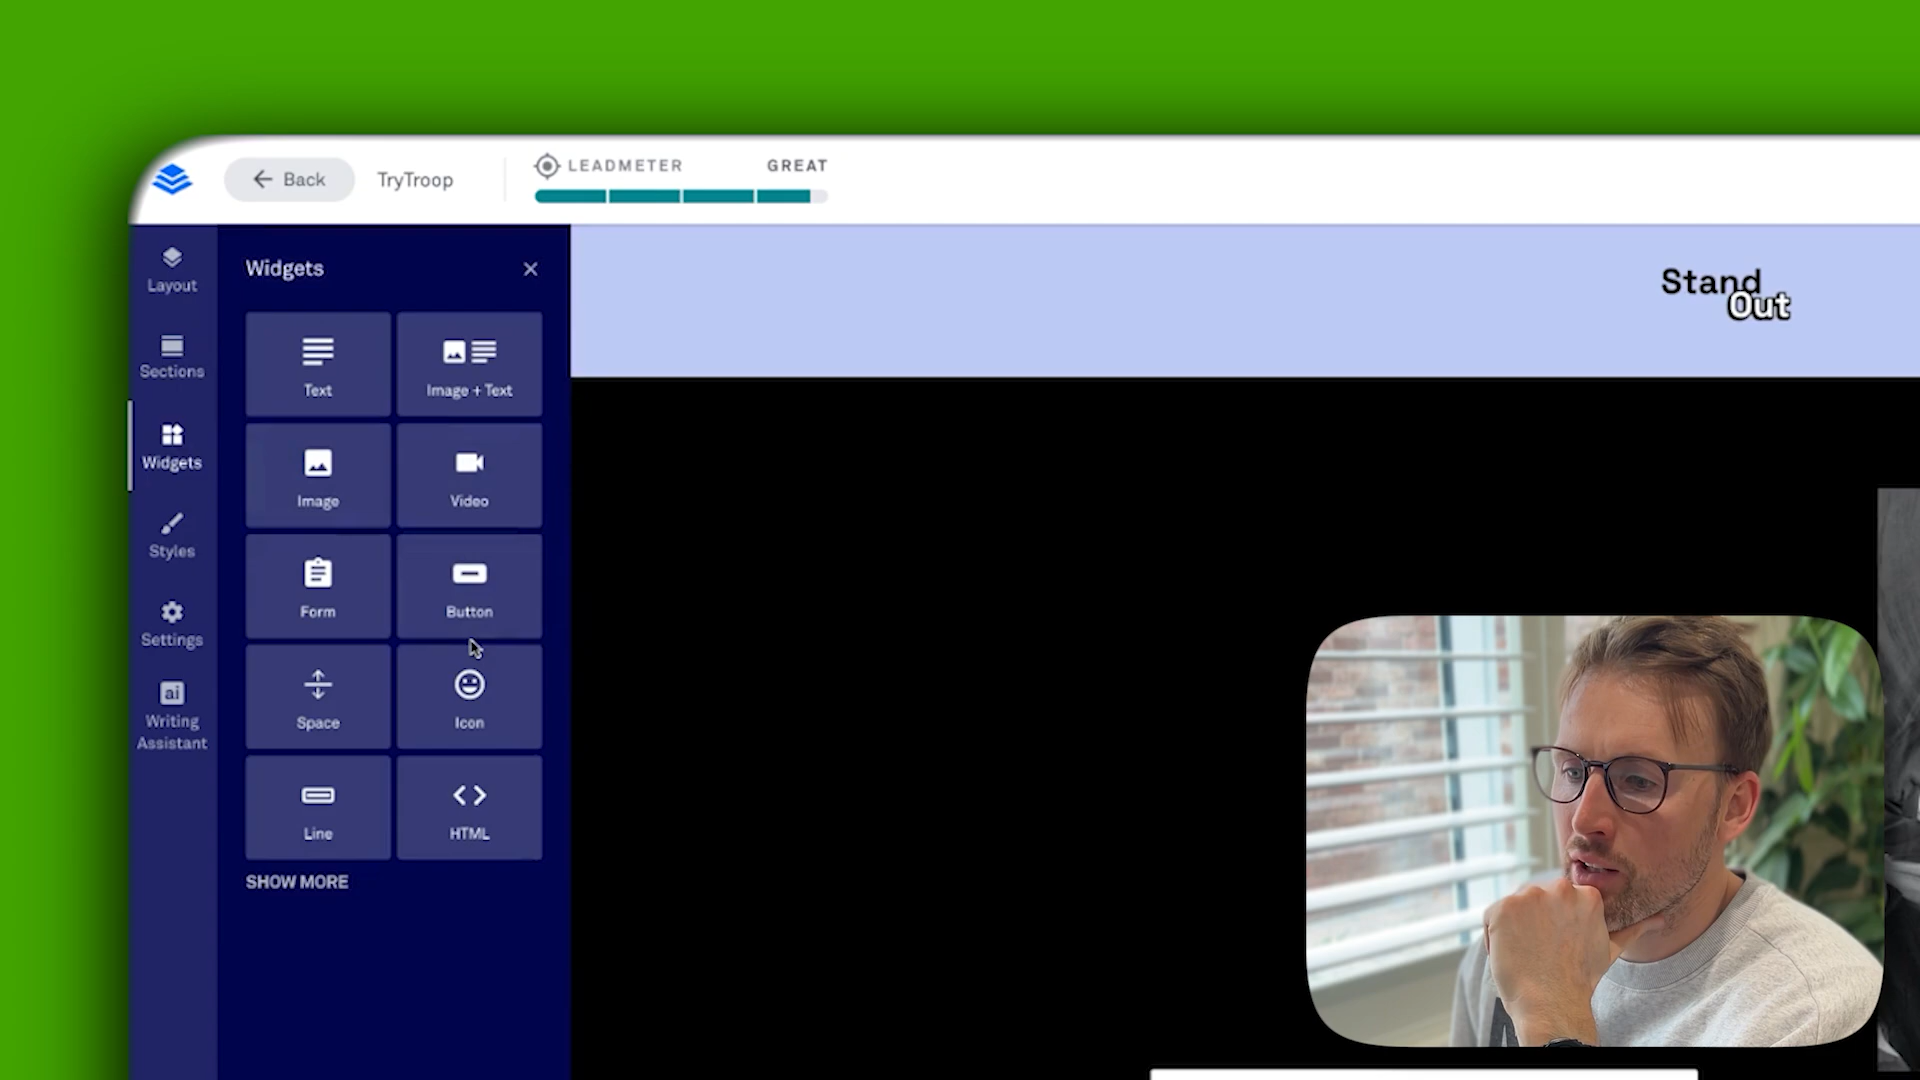 Back
TryTroop
LEADMETER
GREAT
Layout
Sections
Widgets
Styles
Settings
ai
Writing
Assistant
Widgets
Text
Image + Text
Image
Video
Form
Button
Space
Icon
Line
HTML
SHOW MORE
Stand
Out